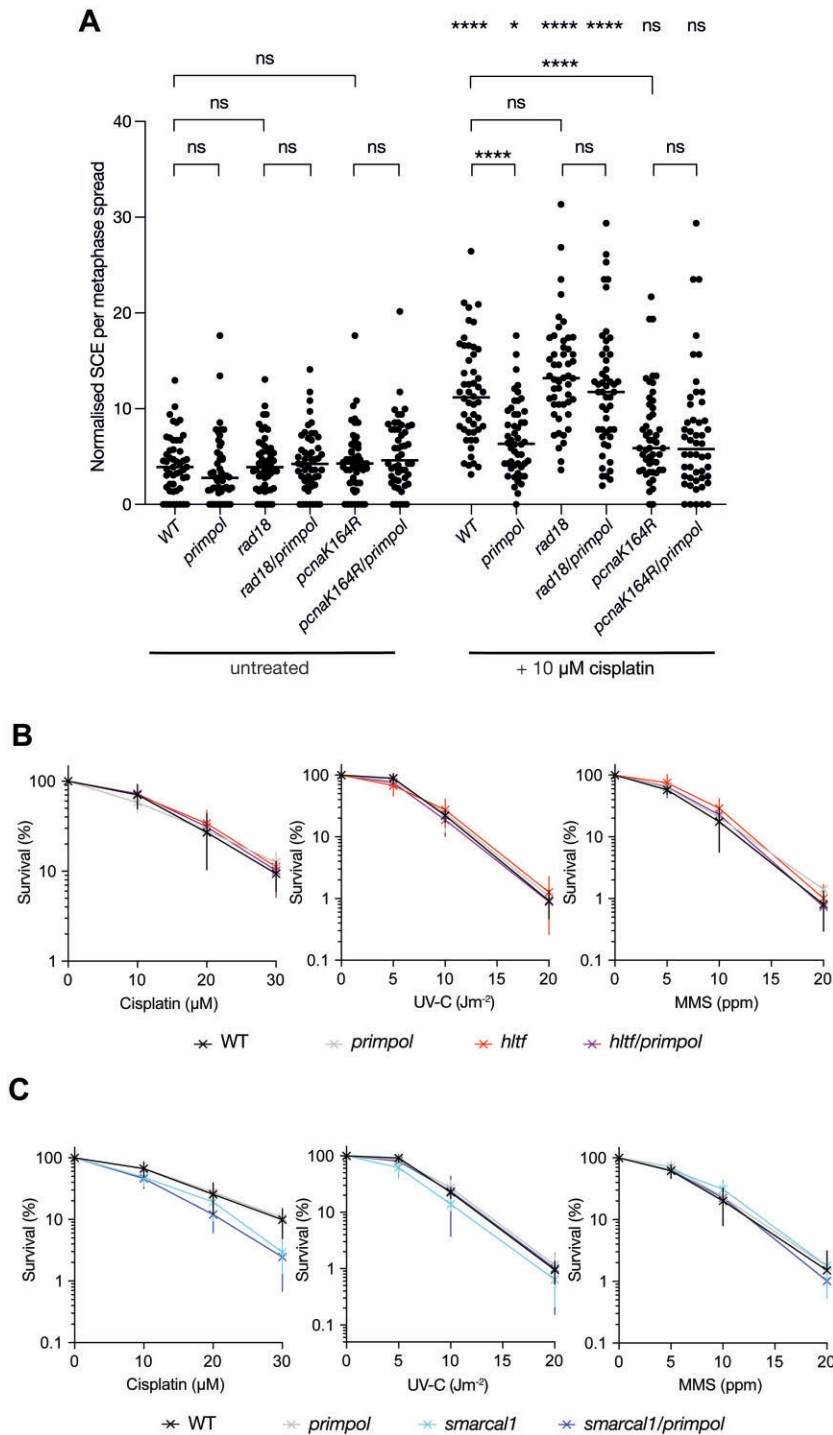 A
**** * **** **** ns ns
ns ****
ns ns
ns ns ns **** ns ns
Normalised SCE per metaphase spread
40
30
20
10
0
WT primpol rad18 rad18/primpol pcnaK164R pcnaK164R/primpol WT primpol rad18 rad18/primpol pcnaK164R pcnaK164R/primpol
untreated + 10 µM cisplatin
B
Survival (%) 100 10 1
0 10 20 30
Cisplatin (µM)
Survival (%) 100 10 1 0.1
0 5 10 15 20
UV-C (Jm-2)
Survival (%) 100 10 1 0.1
0 5 10 15 20
MMS (ppm)
WT primpol hltf hltf/primpol
C
Survival (%) 100 10 1 0.1
0 10 20 30
Cisplatin (µM)
Survival (%) 100 10 1 0.1
0 5 10 15 20
UV-C (Jm-2)
Survival (%) 100 10 1 0.1
0 5 10 15 20
MMS (ppm)
WT primpol smarcal1 smarcal1/primpol